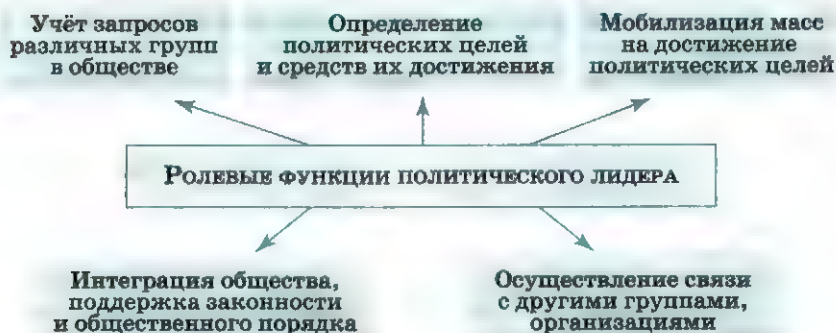 Учёт запросов
различных групп
в обществе
Определение
политических целей
и средств их достижения
Мобилизация масс
на достижение
политических целей
Ролевые функции политического лидера
Интеграция общества,
поддержка законности
и общественного порядка
Осуществление связи
с другими группами,
организациями